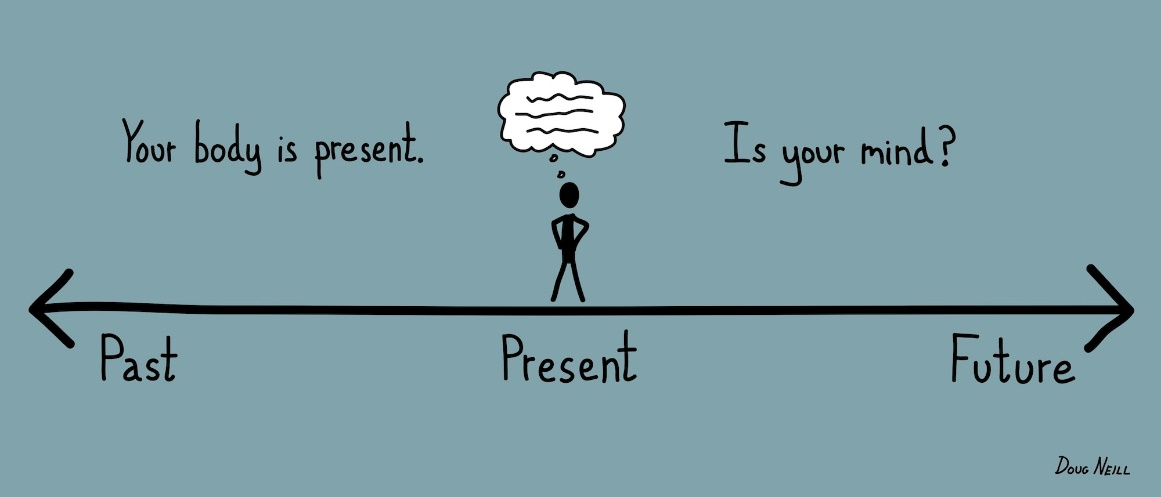 Your body is present.
Is your mind?
Past
Present
Future
Doug Neill